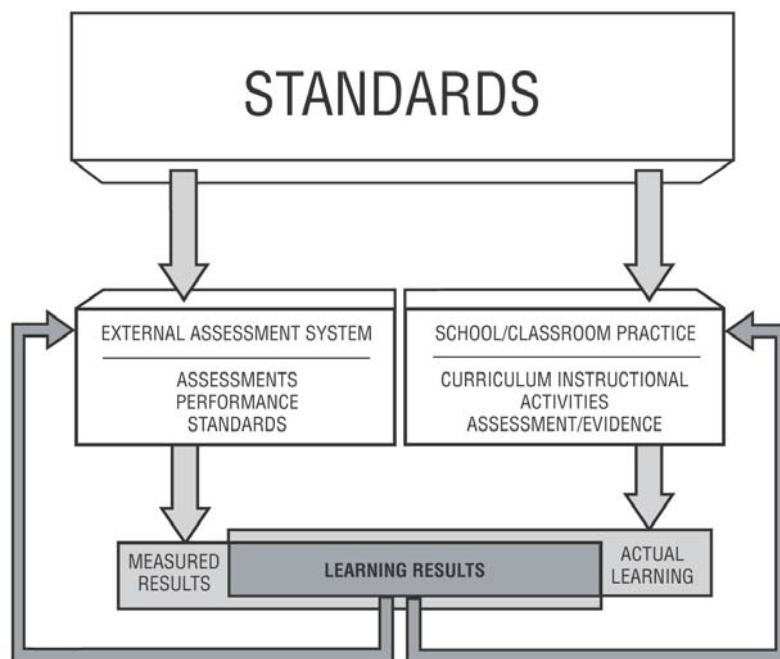 STANDARDS
EXTERNAL ASSESSMENT SYSTEM
ASSESSMENTS
PERFORMANCE
STANDARDS
SCHOOL/CLASSROOM PRACTICE
CURRICULUM INSTRUCTIONAL
ACTIVITIES
ASSESSMENT/EVIDENCE
MEASURED
RESULTS
LEARNING RESULTS
ACTUAL
LEARNING